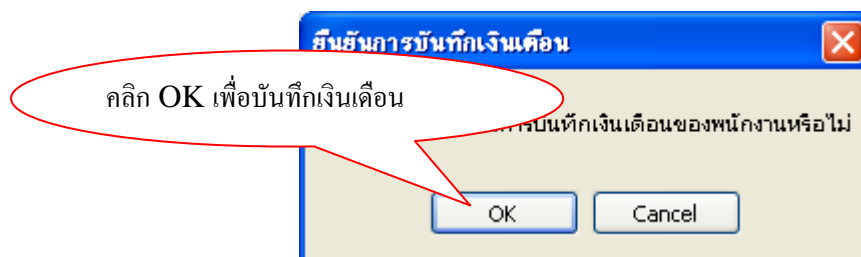 ยืนยันการบันทึกเงินเดือน
คลิก OK เพื่อบันทึกเงินเดือน
การบันทึกเงินเดือนของพนักงานหรือไม่
OK
Cancel